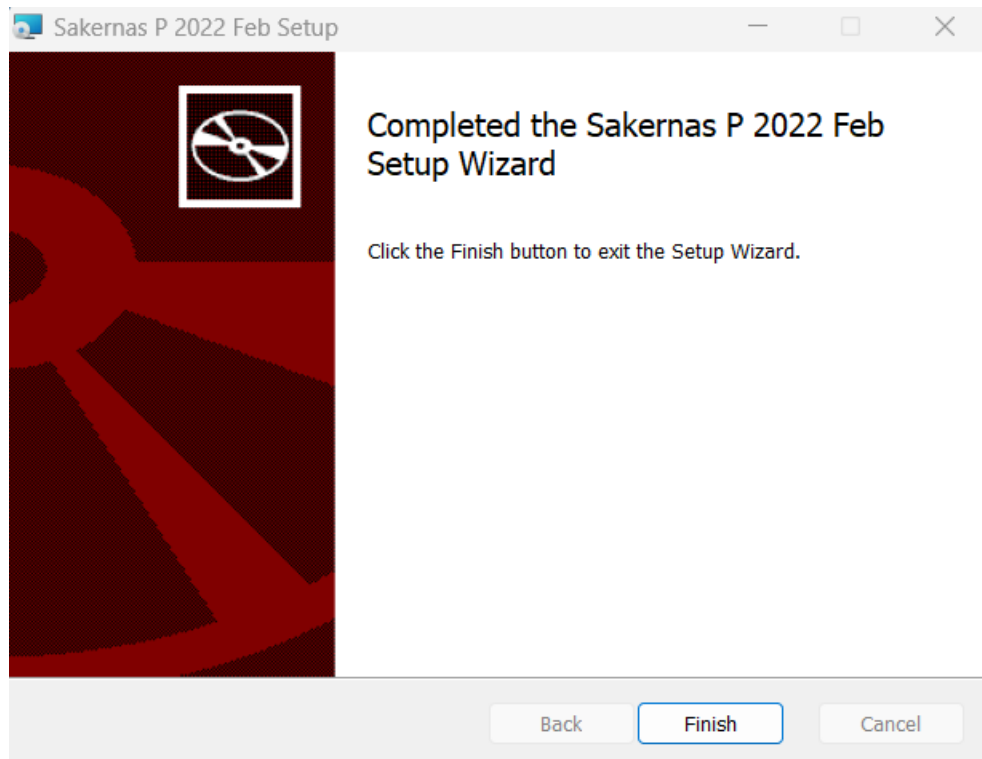 Sakernas P 2022 Feb Setup
Completed the Sakernas P 2022 Feb
Setup Wizard
Click the Finish button to exit the Setup Wizard.
Back
Finish
Cancel